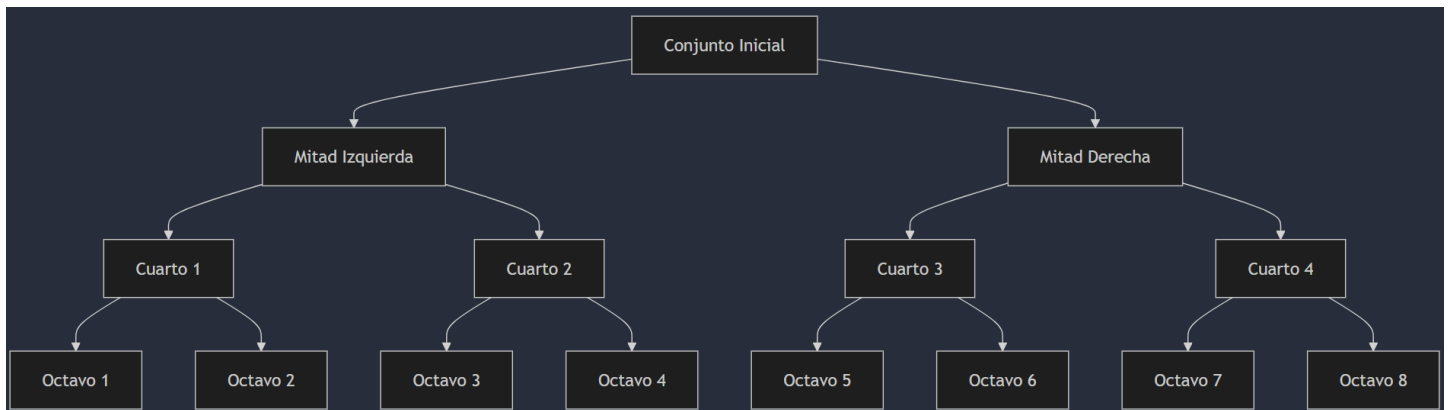 Conjunto Inicial
Mitad Izquierda
Mitad Derecha
Cuarto 1
Cuarto 2
Cuarto 3
Cuarto 4
Octavo 1
Octavo 2
Octavo 3
Octavo 4
Octavo 5
Octavo 6
Octavo 7
Octavo 8